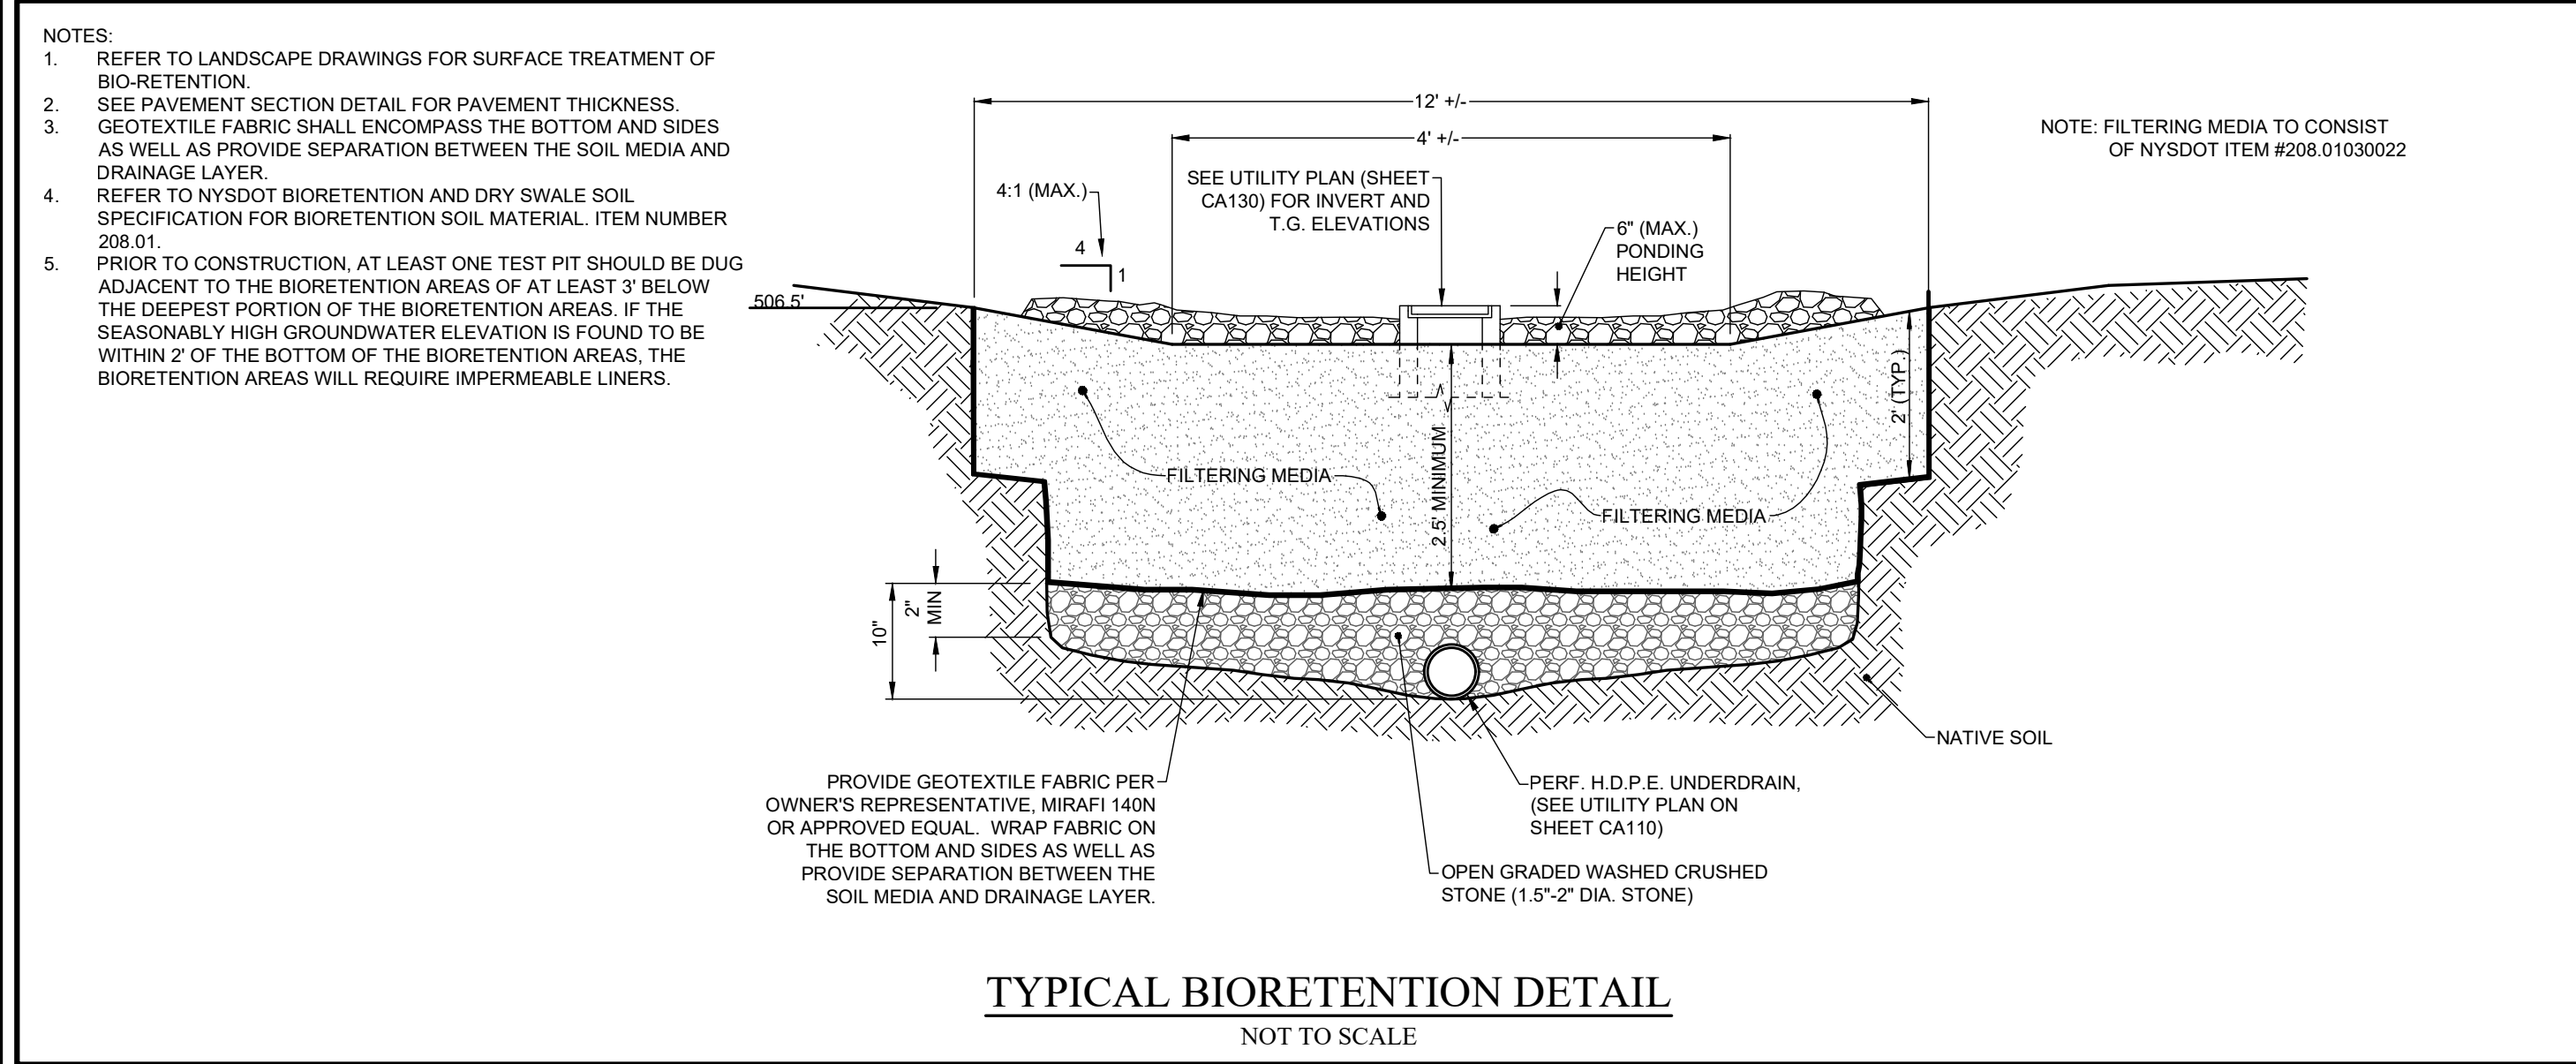 NOTES:
1. REFER TO LANDSCAPE DRAWINGS FOR SURFACE TREATMENT OF
BIO-RETENTION.
2. SEE PAVEMENT SECTION DETAIL FOR PAVEMENT THICKNESS.
3. GEOTEXTILE FABRIC SHALL ENCOMPASS THE BOTTOM AND SIDES
AS WELL AS PROVIDE SEPARATION BETWEEN THE SOIL MEDIA AND
DRAINAGE LAYER.
4. REFER TO NYSDOT BIORETENTION AND DRY SWALE SOIL
SPECIFICATION FOR BIORETENTION SOIL MATERIAL. ITEM NUMBER
208.01.
5. PRIOR TO CONSTRUCTION, AT LEAST ONE TEST PIT SHOULD BE DUG
ADJACENT TO THE BIORETENTION AREAS OF AT LEAST 3' BELOW
THE DEEPEST PORTION OF THE BIORETENTION AREAS. IF THE
SEASONABLY HIGH GROUNDWATER ELEVATION IS FOUND TO BE
WITHIN 2' OF THE BOTTOM OF THE BIORETENTION AREAS, THE
BIORETENTION AREAS WILL REQUIRE IMPERMEABLE LINERS.
12' +/-
4' +/-
NOTE: FILTERING MEDIA TO CONSIST
OF NYSDOT ITEM #208.01030022
4:1 (MAX.)
4
1
SEE UTILITY PLAN (SHEET
CA130) FOR INVERT AND
T.G. ELEVATIONS
6" (MAX.)
PONDING
HEIGHT
506.5'
2' (TYP.)
FILTERING MEDIA
2.5' MINIMUM
FILTERING MEDIA
2"
MIN
10"
NATIVE SOIL
PROVIDE GEOTEXTILE FABRIC PER
OWNER'S REPRESENTATIVE, MIRAFI 140N
OR APPROVED EQUAL. WRAP FABRIC ON
THE BOTTOM AND SIDES AS WELL AS
PROVIDE SEPARATION BETWEEN THE
SOIL MEDIA AND DRAINAGE LAYER.
PERF. H.D.P.E. UNDERDRAIN,
(SEE UTILITY PLAN ON
SHEET CA110)
OPEN GRADED WASHED CRUSHED
STONE (1.5"-2" DIA. STONE)
TYPICAL BIORETENTION DETAIL
NOT TO SCALE